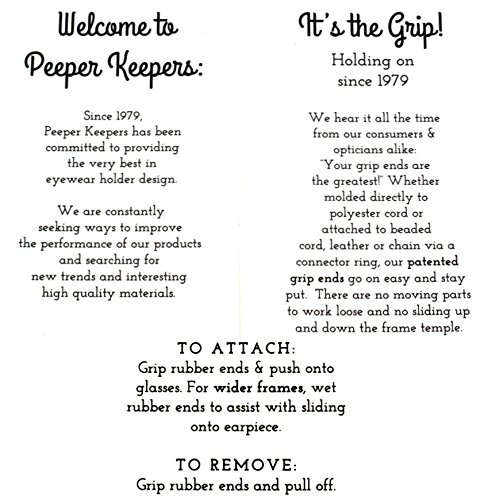 Welcome to
Peeper Keepers:
Since 1979,
Peeper Keepers has been
committed to providing
the very best in
eyewear holder design.
We are constantly
seeking ways to improve
the performance of our products
and searching for
new trends and interesting
high quality materials.
It's the Grip!
Holding on
since 1979
We hear it all the time
from our consumers &
opticians alike:
"Your grip ends are
the greatest!" Whether
molded directly to
polyester cord or
attached to beaded
cord, leather or chain via a
connector ring, our patented
grip ends go on easy and stay
put. There are no moving parts
to work loose and no sliding up
and down the frame temple.
TO ATTACH:
Grip rubber ends & push onto
glasses. For wider frames, wet
rubber ends to assist with sliding
onto earpiece.
TO REMOVE:
Grip rubber ends and pull off.